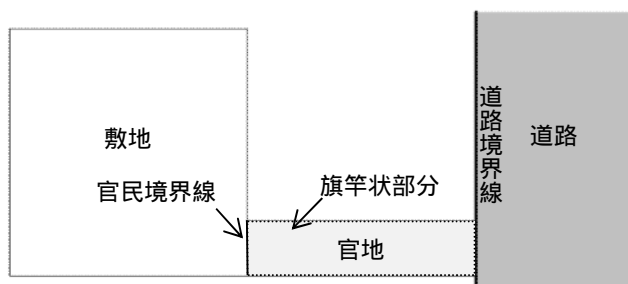 敷地
官民境界線
旗竿状部分
官地
道路境界線
道路